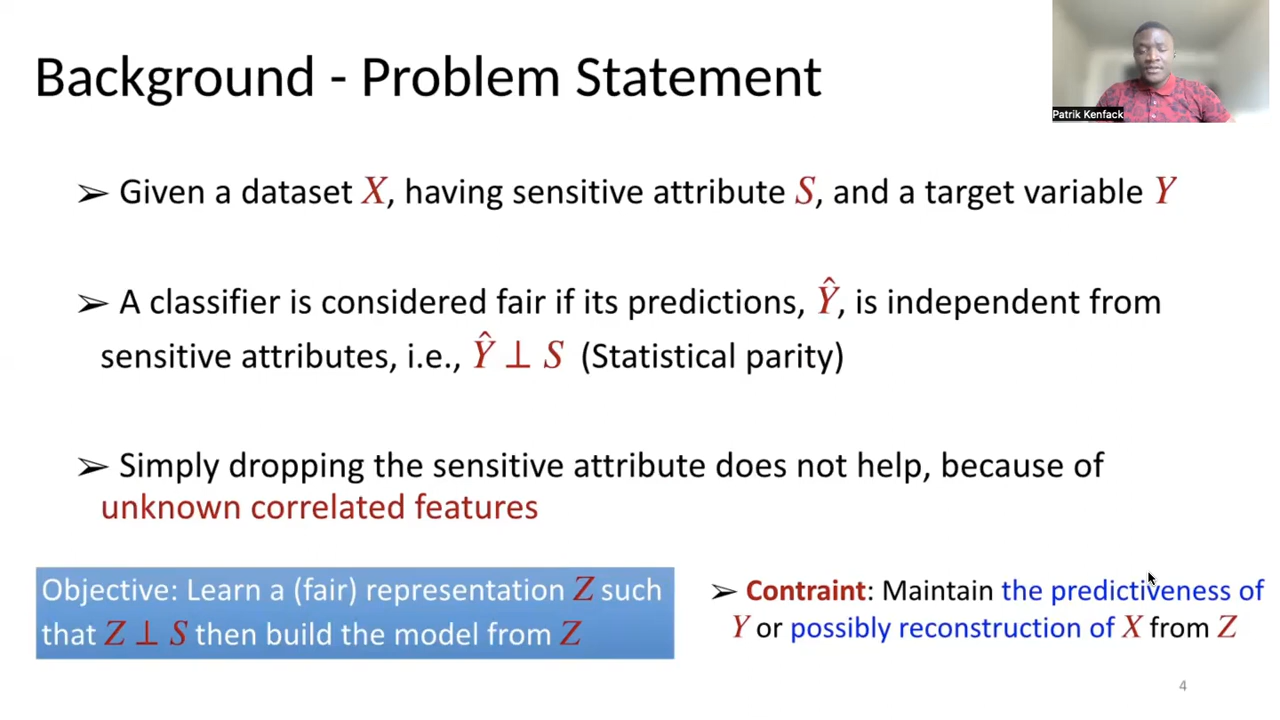 Background - Problem Statement
Patrik Kenfack
➢ Given a dataset X, having sensitive attribute S, and a target variable Y
➢ A classifier is considered fair if its predictions, Ŷ, is independent from
sensitive attributes, i.e., Ŷ ⊥ S (Statistical parity)
➢ Simply dropping the sensitive attribute does not help, because of
unknown correlated features
Objective: Learn a (fair) representation Z such
that Z ⊥ S then build the model from Z
➢ Contraint: Maintain the predictiveness of
Y or possibly reconstruction of X from Z
4